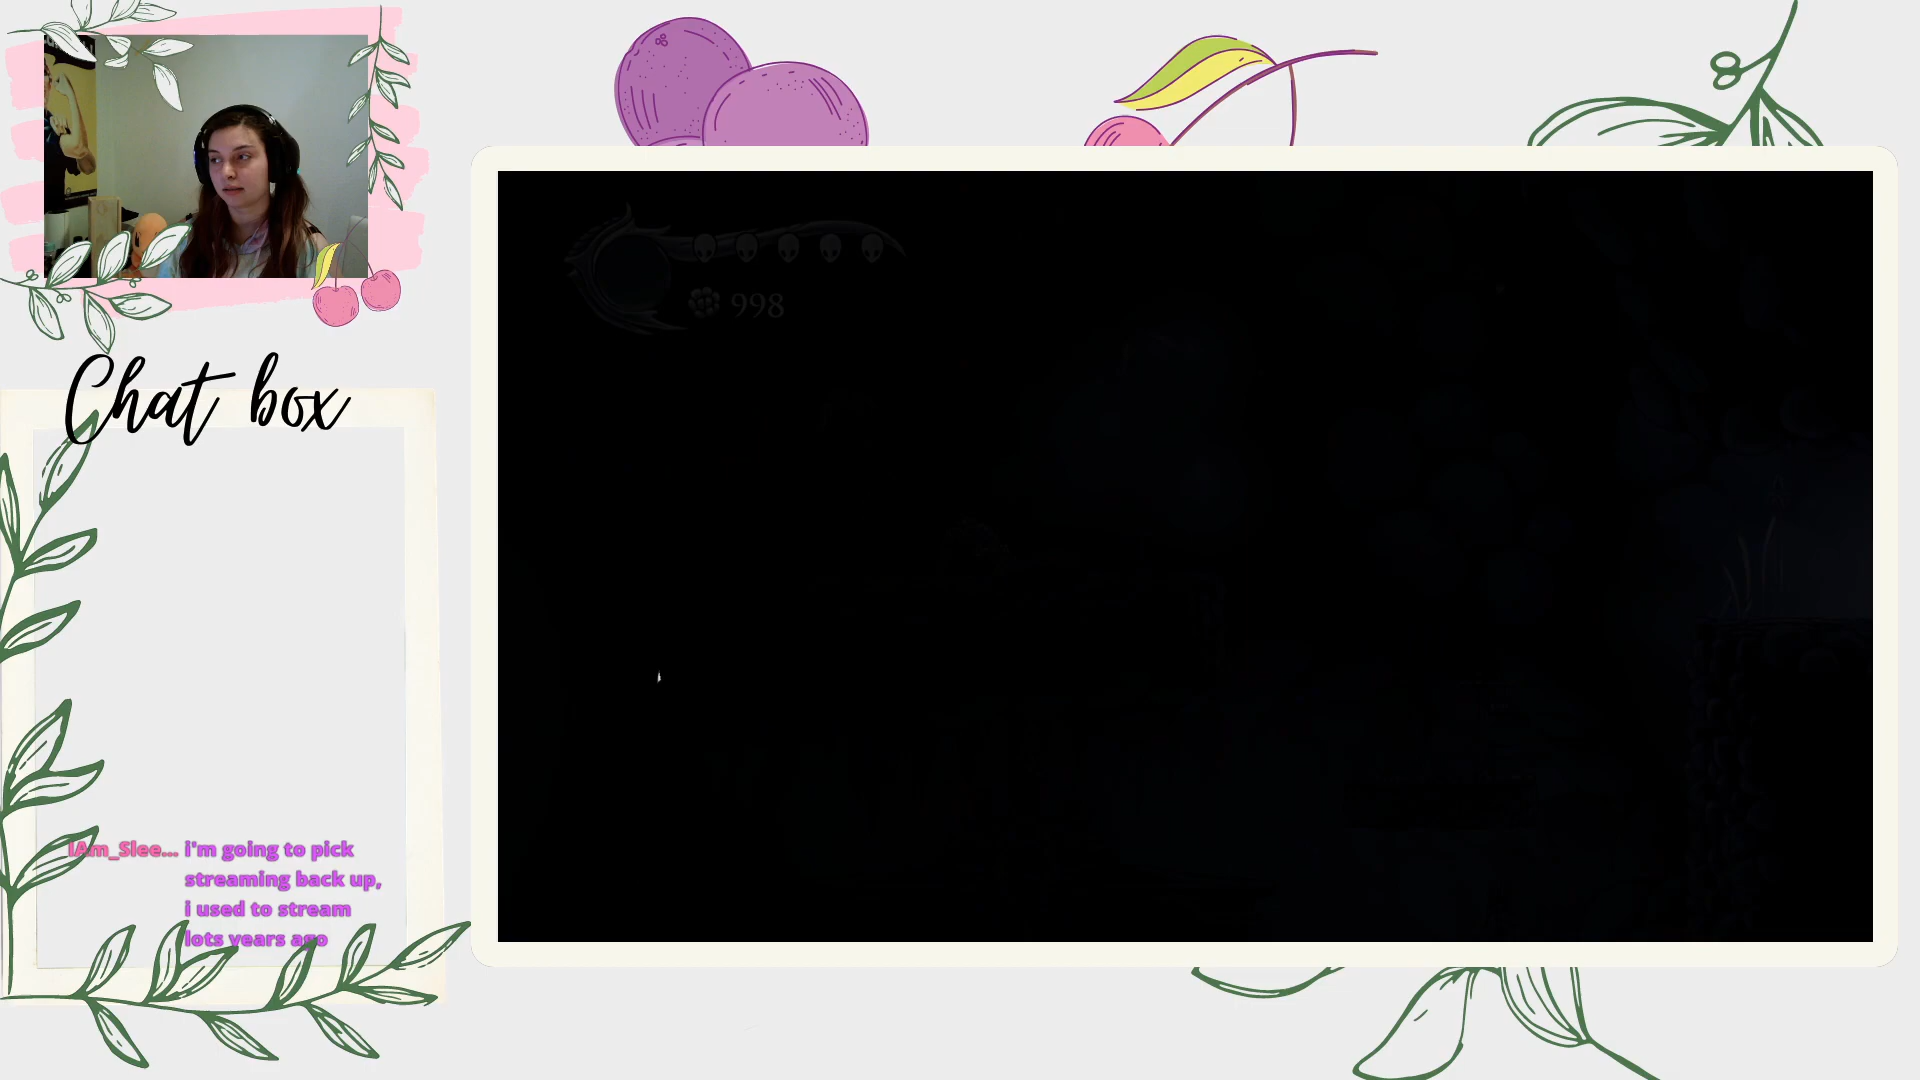 998
Chat box
IAm_Slee... i'm going to pick
streaming back up,
i used to stream
lots years ago